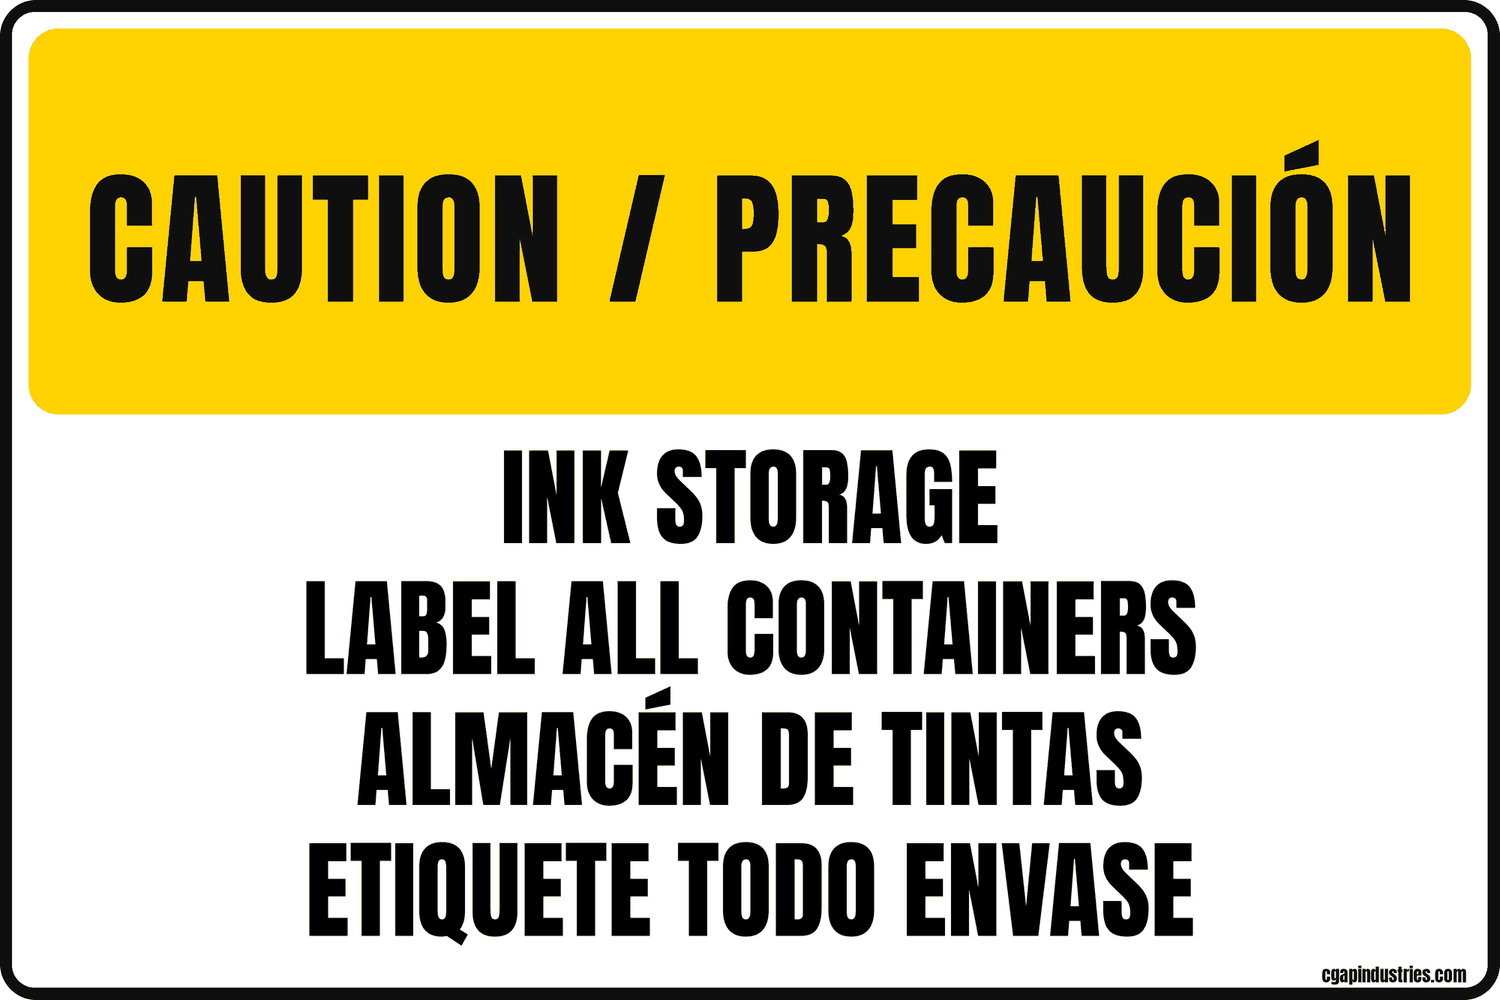 CAUTION / PRECAUCIÓN
INK STORAGE
LABEL ALL CONTAINERS
ALMACÉN DE TINTAS
ETIQUETE TODO ENVASE
cgapindustries.com